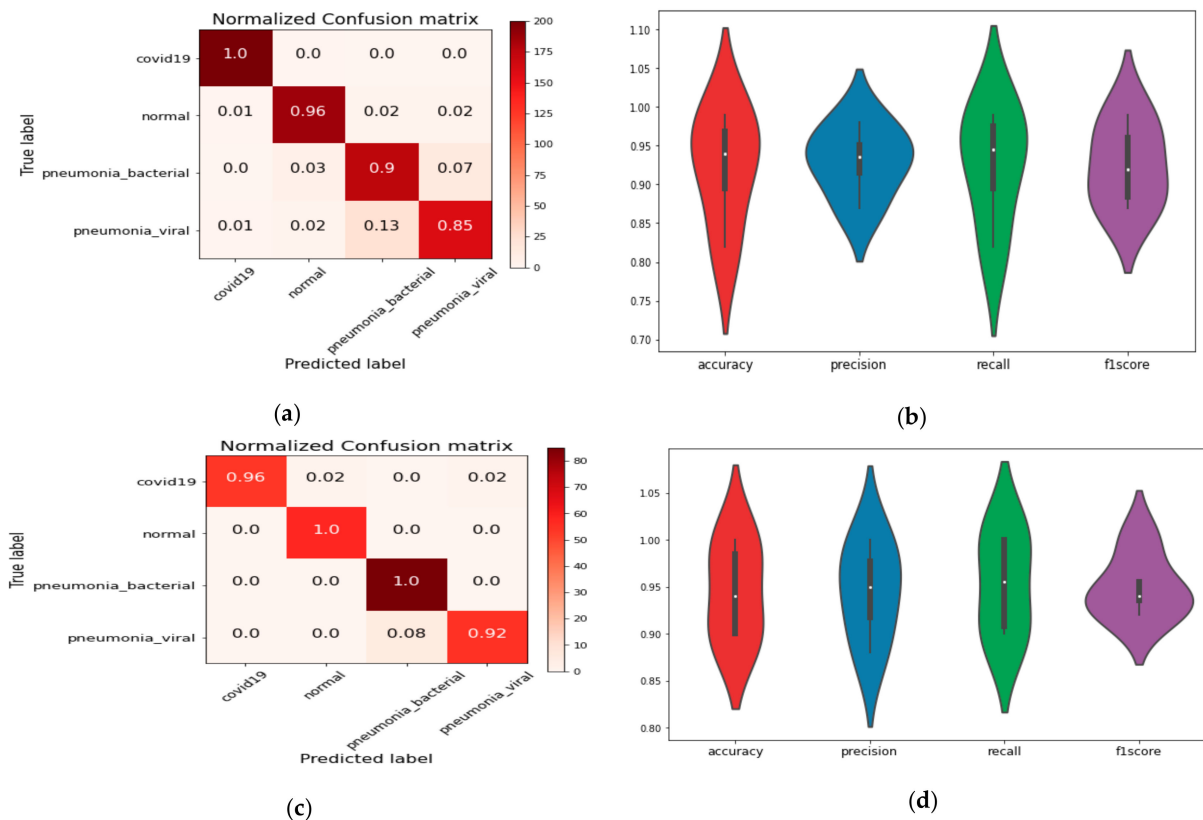 Normalized Confusion matrix
True label
covid19 1.0 0.0 0.0 0.0
normal 0.01 0.96 0.02 0.02
pneumonia_bacterial 0.0 0.03 0.9 0.07
pneumonia_viral 0.01 0.02 0.13 0.85
covid19 normal pneumonia_bacterial pneumonia_viral
Predicted label
200
175
150
125
100
75
50
25
0
(a)
1.10
1.05
1.00
0.95
0.90
0.85
0.80
0.75
0.70
accuracy precision recall f1score
(b)
Normalized Confusion matrix
True label
covid19 0.96 0.02 0.0 0.02
normal 0.0 1.0 0.0 0.0
pneumonia_bacterial 0.0 0.0 1.0 0.0
pneumonia_viral 0.0 0.0 0.08 0.92
covid19 normal pneumonia_bacterial pneumonia_viral
Predicted label
80
70
60
50
40
30
20
10
0
(c)
1.05
1.00
0.95
0.90
0.85
0.80
accuracy precision recall f1score
(d)